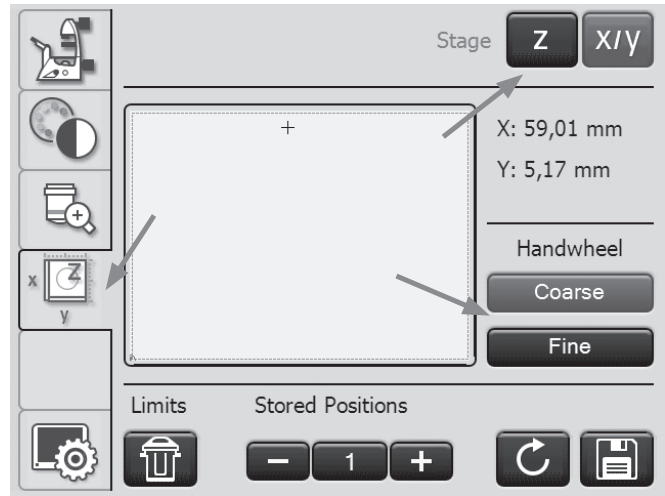 Stage Z X/Y
X: 59,01 mm
Y: 5,17 mm
Handwheel
Coarse
Fine
x Z
y
Limits Stored Positions
1